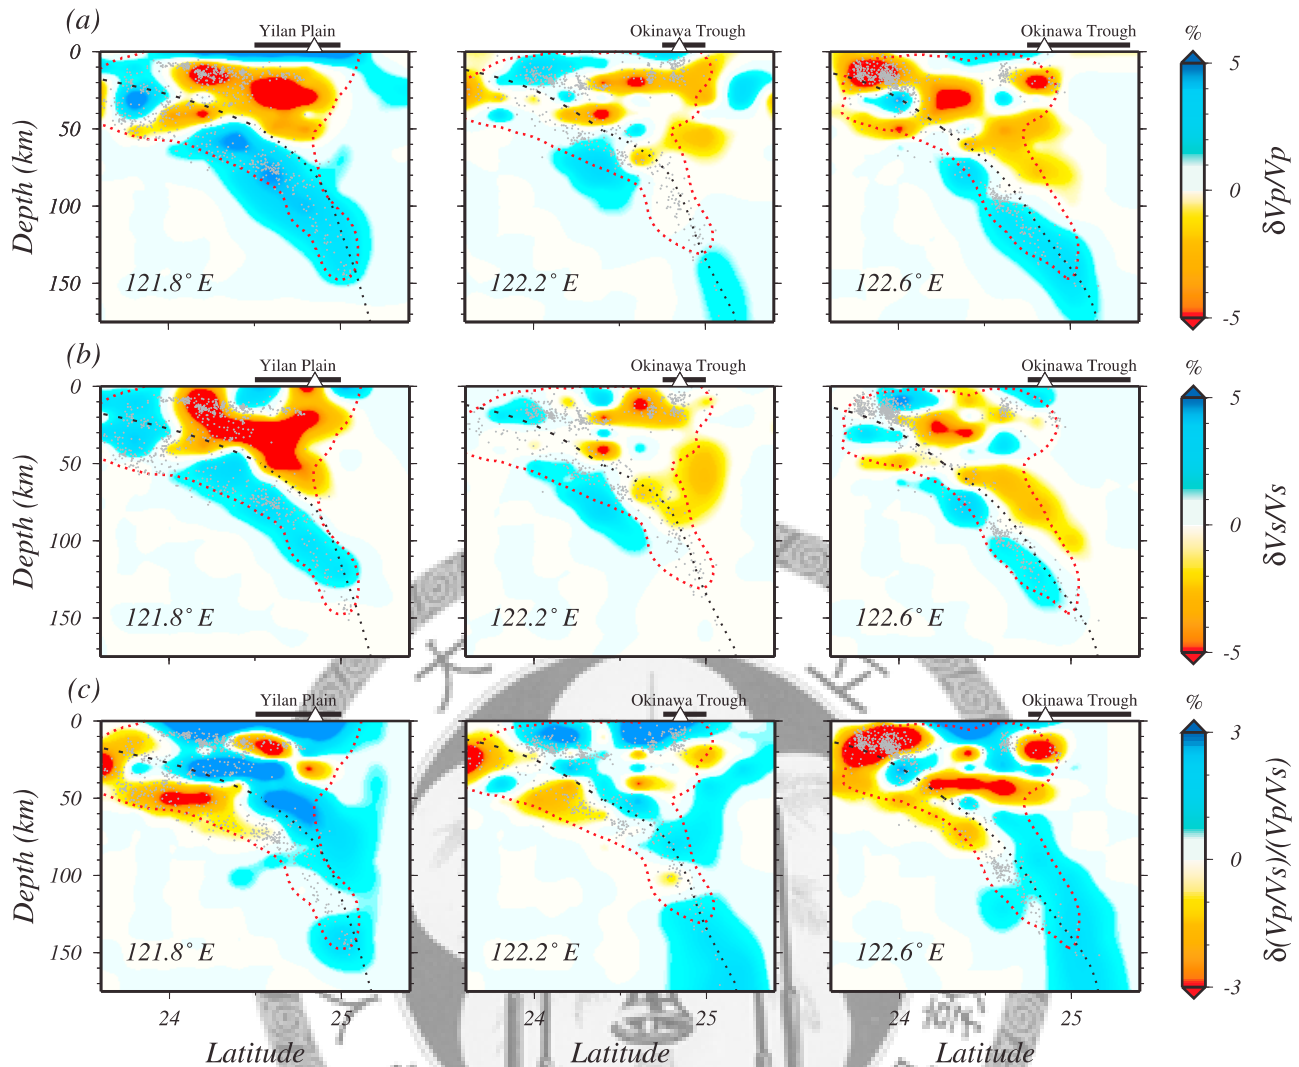 (a)
Yilan Plain
Okinawa Trough
Okinawa Trough
%
0
50
100
150
Depth (km)
121.8° E
122.2° E
122.6° E
5
0
-5
δVp/Vp
(b)
Yilan Plain
Okinawa Trough
Okinawa Trough
%
0
50
100
150
Depth (km)
121.8° E
122.2° E
122.6° E
5
0
-5
δVs/Vs
(c)
Yilan Plain
Okinawa Trough
Okinawa Trough
%
0
50
100
150
Depth (km)
121.8° E
122.2° E
122.6° E
3
0
-3
δ(Vp/Vs)/(Vp/Vs)
24 25
24 25
24 25
Latitude
Latitude
Latitude
大